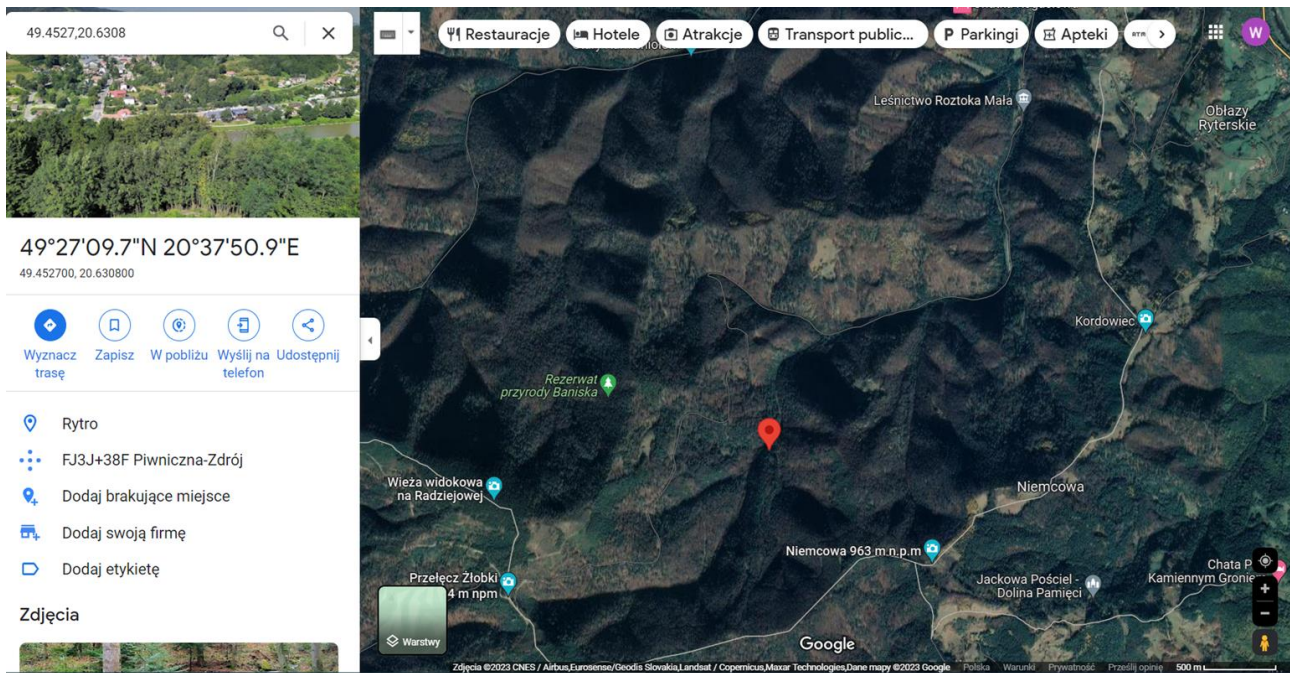 49.4527,20.6308
Restauracje
Hotele
Atrakcje
Transport public...
Parkingi
Apteki
ATM
W
49°27'09.7"N 20°37'50.9"E
49.452700, 20.630800
Wyznacz
trasę
Zapisz
W pobliżu
Wyślij na
telefon
Udostępnij
Rytro
FJ3J+38F Piwniczna-Zdrój
Dodaj brakujące miejsce
Dodaj swoją firmę
Dodaj etykietę
Zdjęcia
Leśnictwo Roztoka Mała
Obłazy
Ryterskie
Kordowiec
Rezerwat
przyrody Baniska
Wieża widokowa
na Radziejowej
Niemcowa
Niemcowa 963 m n.p.m
Przełęcz Żłobki
4 m npm
Jackowa Pościel -
Dolina Pamięci
Chata P
Kamiennym Gronie
Warstwy
Google
Zdjęcia ©2023 CNES / Airbus,Eurosense/Geodis Slovakia,Landsat / Copernicus,Maxar Technologies,Dane mapy ©2023 Google
Polska
Warunki
Prywatność
Prześlij opinię
500 m